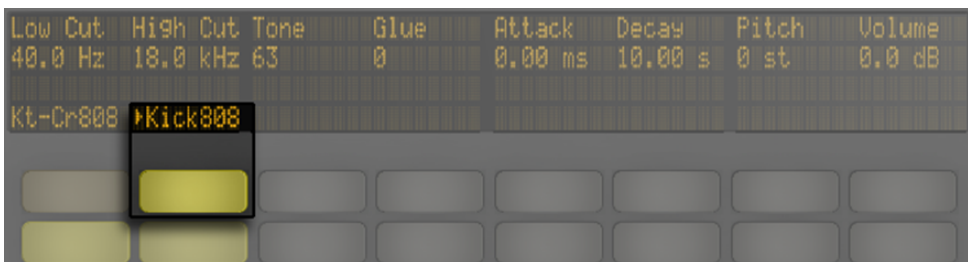 Low Cut High Cut Tone Glue Attack Decay Pitch Volume
40.0 Hz 18.0 kHz 63 0 0.00 ms 10.00 s 0 st 0.0 dB
Kt-Cr808 ▶Kick808